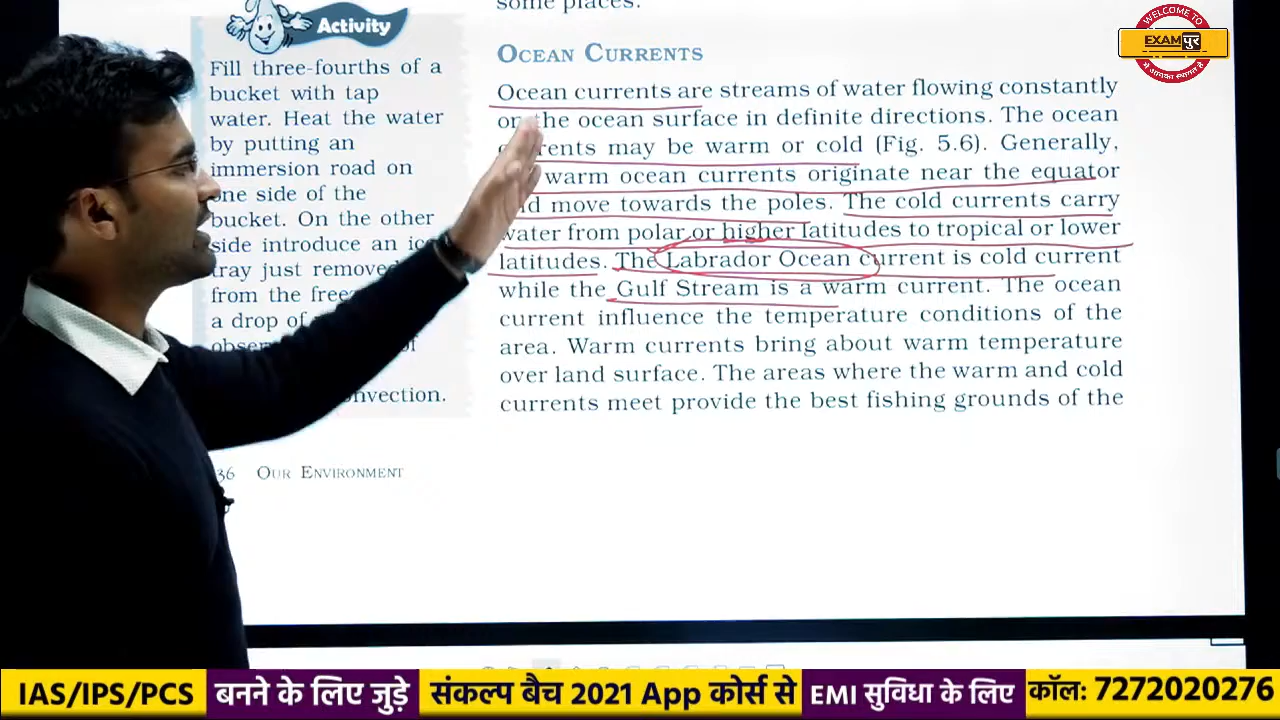 some places.
Activity
Fill three-fourths of a
bucket with tap
water. Heat the water
by putting an
immersion road on
one side of the
bucket. On the other
side introduce an ice
tray just removed
from the
a drop of
nvection.
OCEAN CURRENTS
Ocean currents are streams of water flowing constantly
on the ocean surface in definite directions. The ocean
currents may be warm or cold (Fig. 5.6). Generally,
warm ocean currents originate near the equator
and move towards the poles. The cold currents carry
water from polar or higher latitudes to tropical or lower
latitudes. The Labrador Ocean current is cold current
while the Gulf Stream is a warm current. The ocean
current influence the temperature conditions of the
area. Warm currents bring about warm temperature
over land surface. The areas where the warm and cold
currents meet provide the best fishing grounds of the
36 OUR ENVIRONMENT
WELCOME TO
EXAMपुर
में आपका स्वागत है
IAS/IPS/PCS बनने के लिए जुड़े संकल्प बैच 2021 App कोर्स से EMI सुविधा के लिए कॉल: 7272020276